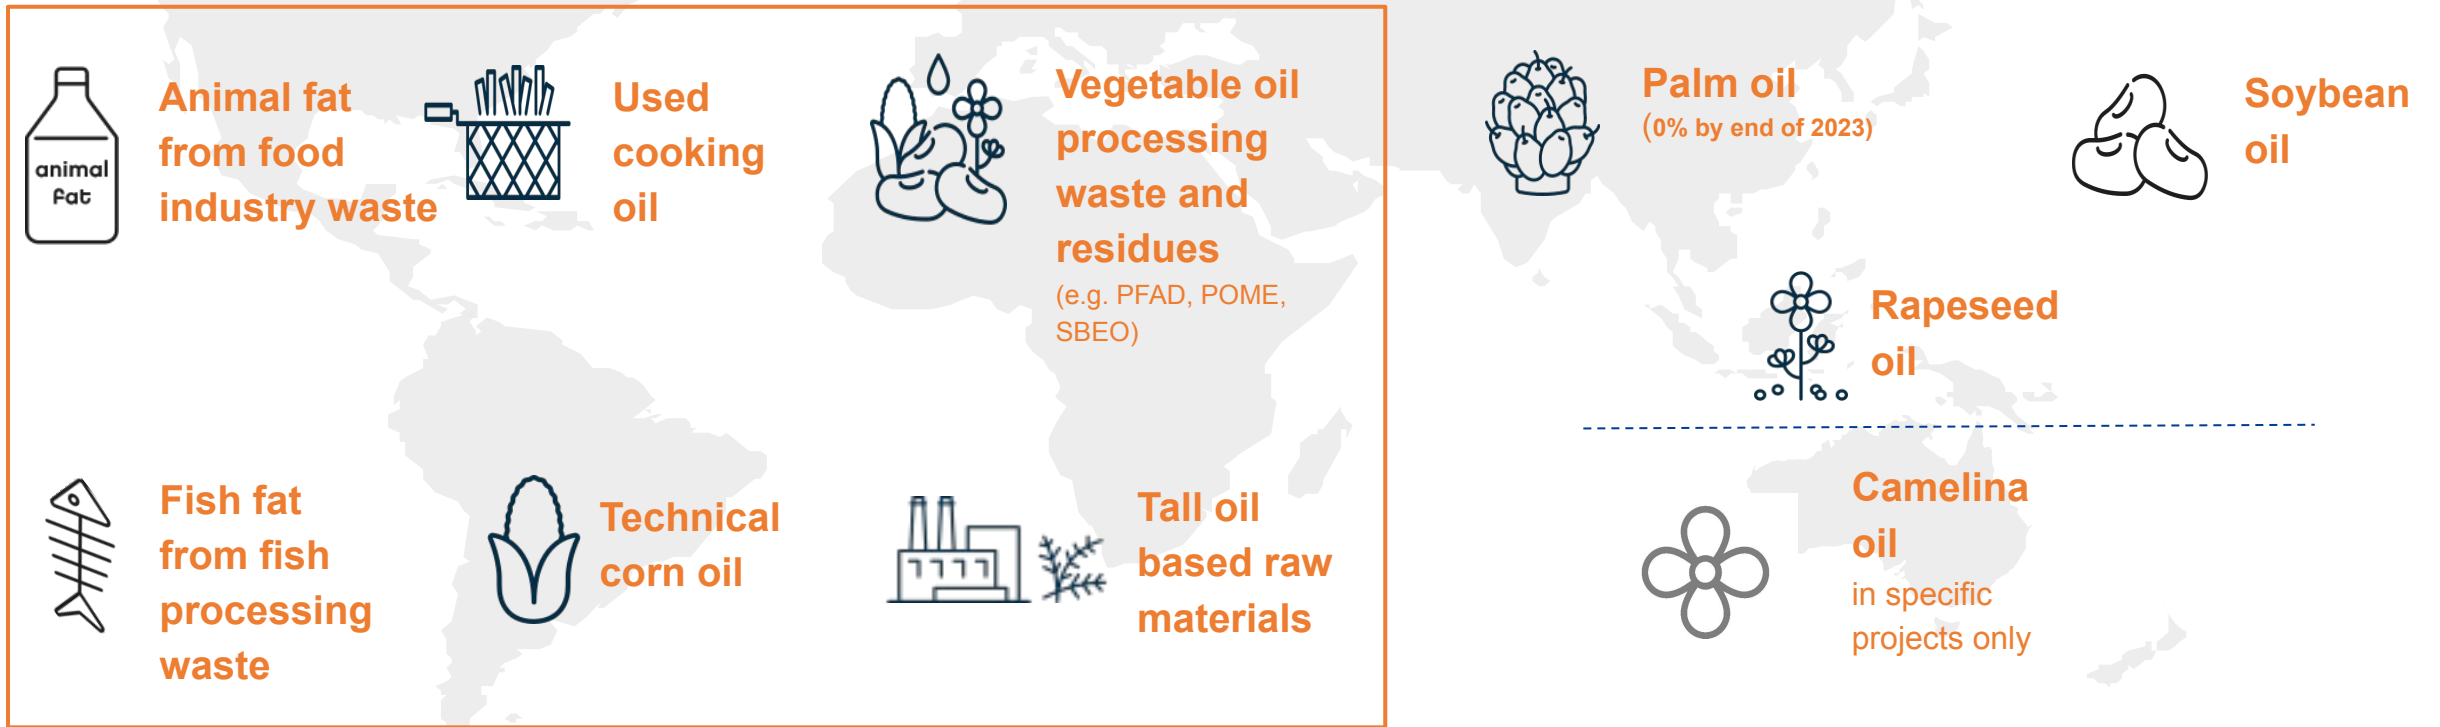 animal
fat
Animal fat
from food
industry waste
Used
cooking
oil
Vegetable oil
processing
waste and
residues
(e.g. PFAD, POME,
SBEO)
Palm oil
(0% by end of 2023)
Soybean
oil
Rapeseed
oil
Fish fat
from fish
processing
waste
Technical
corn oil
Tall oil
based raw
materials
Camelina
oil
in specific
projects only